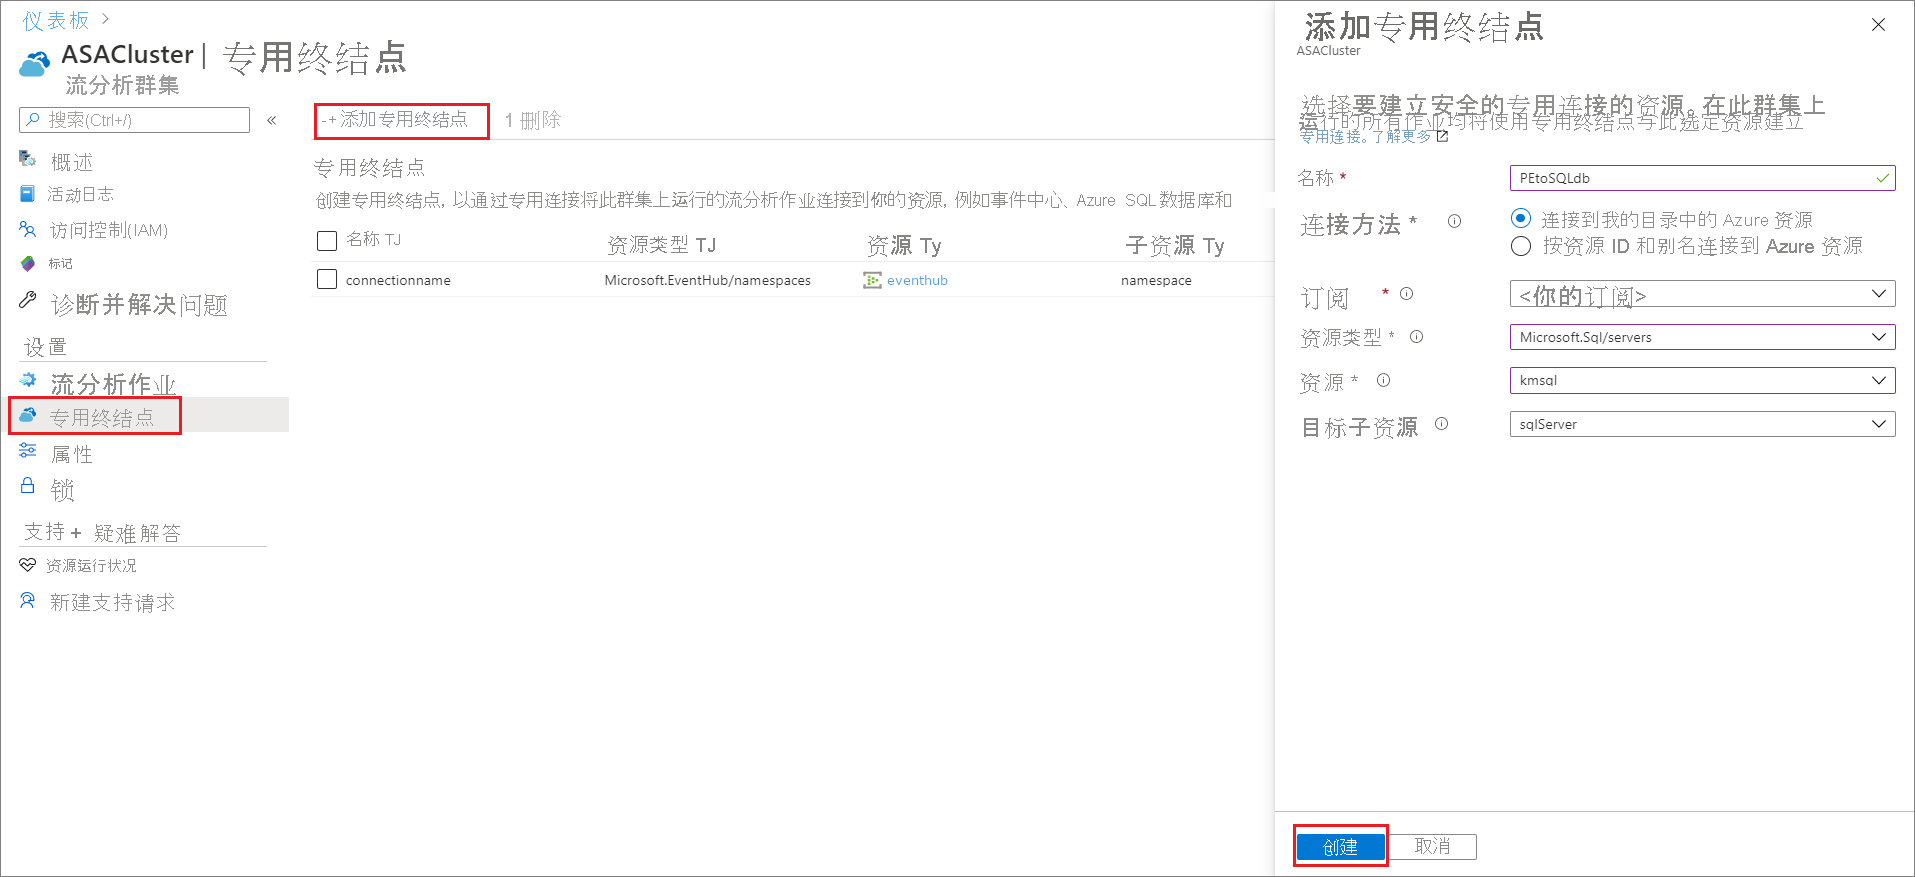 仪表板 >
ASACluster | 专用终结点
流分析群集
搜索(Ctrl+/)
«
概述
活动日志
访问控制(IAM)
标记
诊断并解决问题
设置
流分析作业
专用终结点
属性
锁
支持+ 疑难解答
资源运行状况
新建支持请求
-+添加专用终结点 1 删除
专用终结点
创建专用终结点, 以通过专用连接将此群集上运行的流分析作业连接到你的资源, 例如事件中心、Azure SQL数据库和
名称 TJ 资源类型 TJ 资源 Ty 子资源 Ty
connectionname Microsoft.EventHub/namespaces eventhub namespace
添加专用终结点
ASACluster
选择要建立安全的专用连接的资源。在此群集上
运行的所有作业均将使用专用终结点与此选定资源建立
专用连接。了解更多
名称 * PEtoSQLdb
连接方法 * 连接到我的目录中的 Azure 资源
按资源 ID 和别名连接到 Azure 资源
订阅 * <你的订阅>
资源类型 * Microsoft.Sql/servers
资源 * kmsql
目标子资源 sqlServer
创建 取消